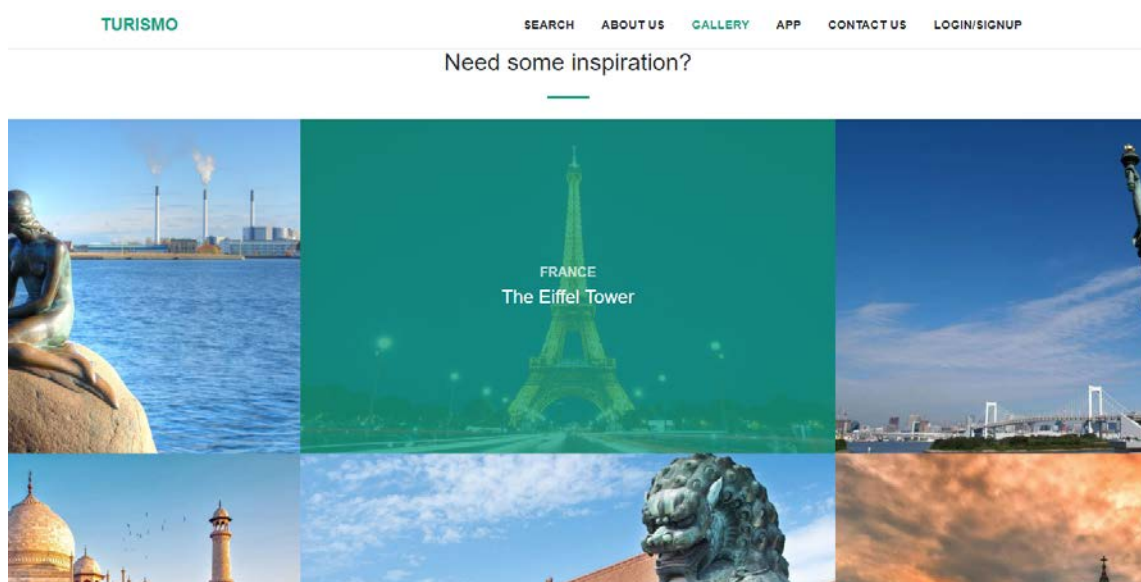 TURISMO
SEARCH ABOUT US GALLERY APP CONTACT US LOGIN/SIGNUP
Need some inspiration?
FRANCE
The Eiffel Tower